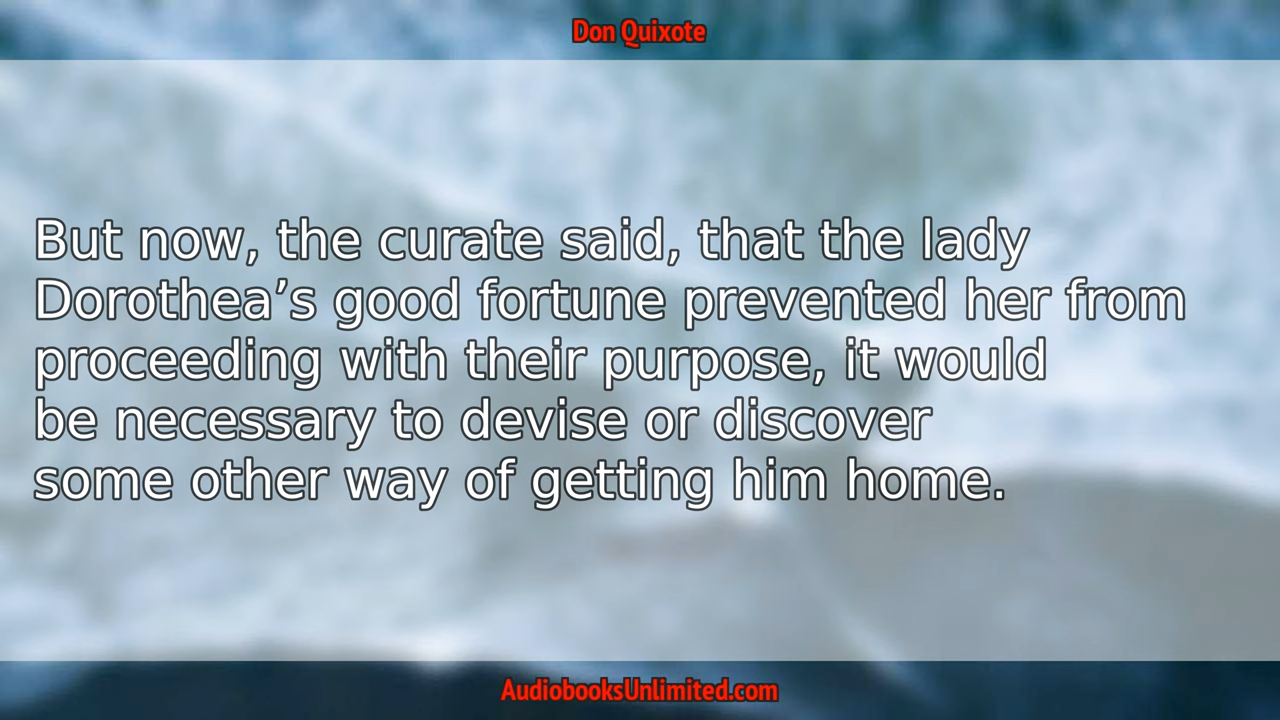 Don Quixote
But now, the curate said, that the lady
Dorothea’s good fortune prevented her from
proceeding with their purpose, it would
be necessary to devise or discover
some other way of getting him home.
AudiobooksUnlimited.com